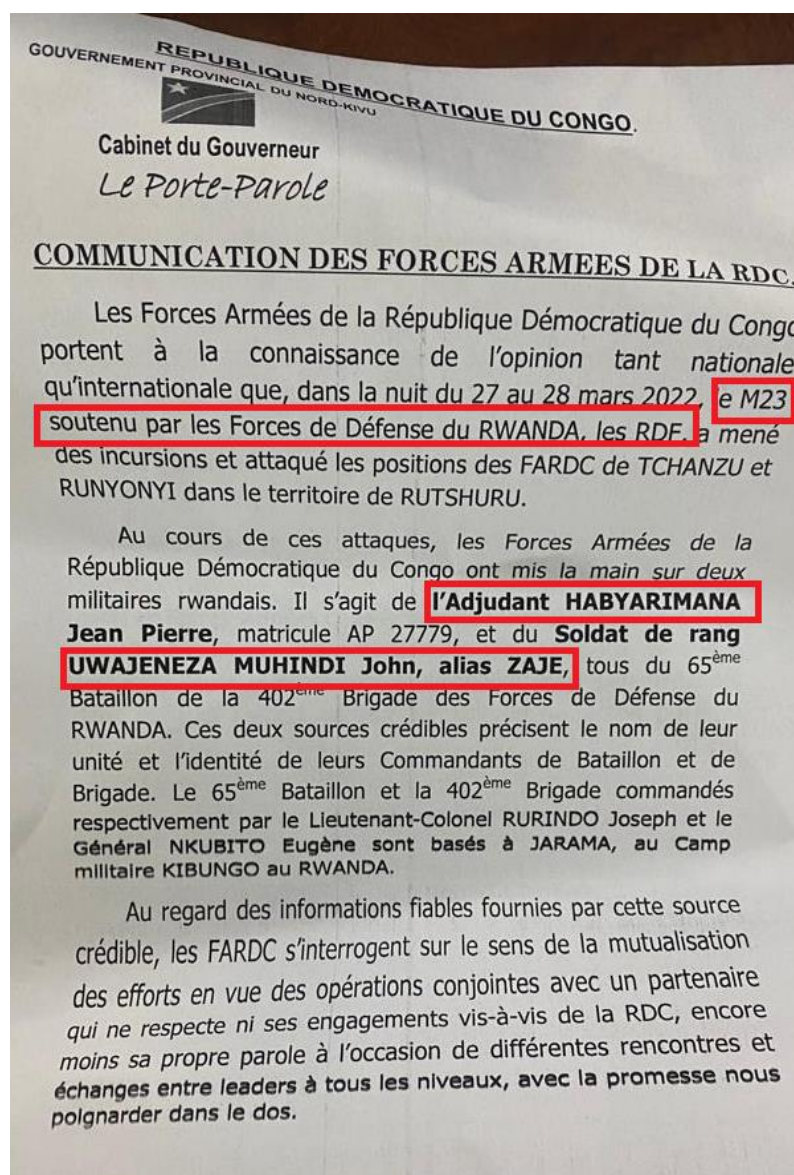 REPUBLIQUE DEMOCRATIQUE DU CONGO.
GOUVERNEMENT PROVINCIAL DU NORD-KIVU
Cabinet du Gouverneur
Le Porte-Parole
COMMUNICATION DES FORCES ARMEES DE LA RDC.
Les Forces Armées de la République Démocratique du Congo
portent à la connaissance de l'opinion tant nationale
qu'internationale que, dans la nuit du 27 au 28 mars 2022, le M23
soutenu par les Forces de Défense du RWANDA, les RDF, a mené
des incursions et attaqué les positions des FARDC de TCHANZU et
RUNYONYI dans le territoire de RUTSHURU.
Au cours de ces attaques, les Forces Armées de la
République Démocratique du Congo ont mis la main sur deux
militaires rwandais. Il s'agit de l'Adjudant HABYARIMANA
Jean Pierre, matricule AP 27779, et du Soldat de rang
UWAJENEZA MUHINDI John, alias ZAJE, tous du 65ème
Bataillon de la 402ème Brigade des Forces de Défense du
RWANDA. Ces deux sources crédibles précisent le nom de leur
unité et l'identité de leurs Commandants de Bataillon et de
Brigade. Le 65ème Bataillon et la 402ème Brigade commandés
respectivement par le Lieutenant-Colonel RURINDO Joseph et le
Général NKUBITO Eugène sont basés à JARAMA, au Camp
militaire KIBUNGO au RWANDA.
Au regard des informations fiables fournies par cette source
crédible, les FARDC s'interrogent sur le sens de la mutualisation
des efforts en vue des opérations conjointes avec un partenaire
qui ne respecte ni ses engagements vis-à-vis de la RDC, encore
moins sa propre parole à l'occasion de différentes rencontres et
échanges entre leaders à tous les niveaux, avec la promesse nous
poignarder dans le dos.